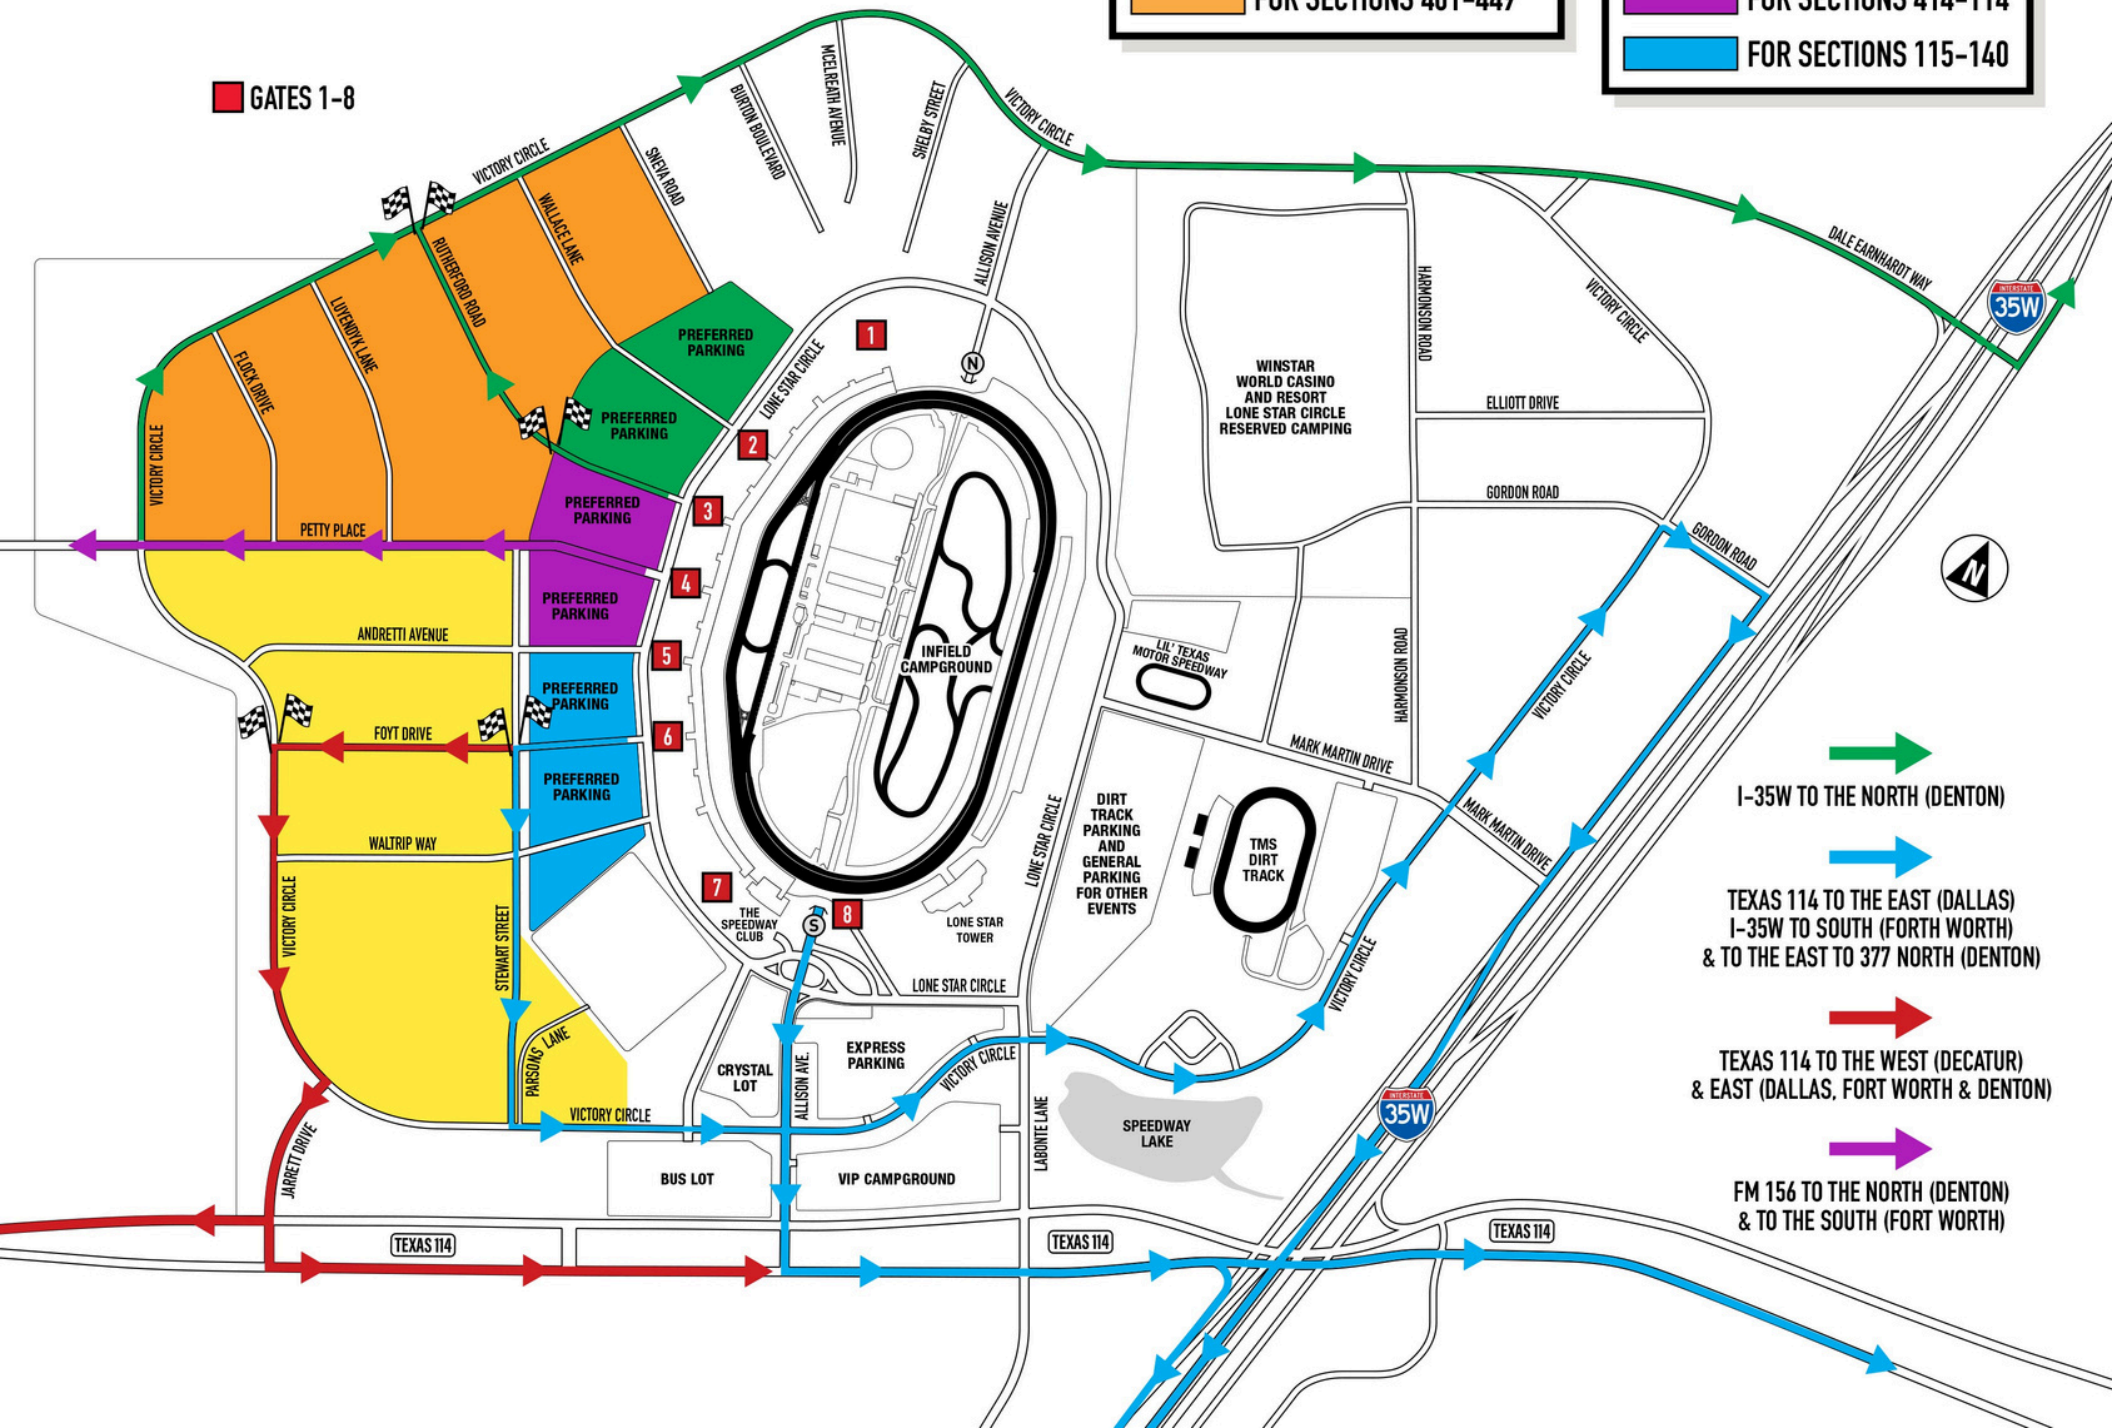 FOR SECTIONS 401-447
FOR SECTIONS 414-114
FOR SECTIONS 115-140
GATES 1-8
VICTORY CIRCLE
BURTON BOULEVARD
MCELREATH AVENUE
SHELBY STREET
VICTORY CIRCLE
SNEVA ROAD
WALLACE LANE
RUTHERFORD ROAD
LUYENDYK LANE
FLOCK DRIVE
VICTORY CIRCLE
ALLISON AVENUE
HARMONSON ROAD
VICTORY CIRCLE
DALE EARNHARDT WAY
INTERSTATE
35W
PREFERRED
PARKING
PREFERRED
PARKING
LONE STAR CIRCLE
1
N
2
3
WINSTAR
WORLD CASINO
AND RESORT
LONE STAR CIRCLE
RESERVED CAMPING
ELLIOTT DRIVE
GORDON ROAD
GORDON ROAD
PREFERRED
PARKING
PETTY PLACE
4
PREFERRED
PARKING
ANDRETTI AVENUE
5
INFIELD
CAMPGROUND
LIL' TEXAS
MOTOR SPEEDWAY
HARMONSON ROAD
VICTORY CIRCLE
N
PREFERRED
PARKING
FOYT DRIVE
6
PREFERRED
PARKING
MARK MARTIN DRIVE
MARK MARTIN DRIVE
WALTRIP WAY
DIRT
TRACK
PARKING
AND
GENERAL
PARKING
FOR OTHER
EVENTS
TMS
DIRT
TRACK
LONE STAR CIRCLE
VICTORY CIRCLE
STEWART STREET
7
THE
SPEEDWAY
CLUB
S
8
LONE STAR
TOWER
LONE STAR CIRCLE
VICTORY CIRCLE
PARSONS LANE
CRYSTAL
LOT
ALLISON AVE.
EXPRESS
PARKING
VICTORY CIRCLE
VICTORY CIRCLE
LABONTE LANE
SPEEDWAY
LAKE
INTERSTATE
35W
JARRETT DRIVE
BUS LOT
VIP CAMPGROUND
TEXAS 114
TEXAS 114
TEXAS 114
I-35W TO THE NORTH (DENTON)
TEXAS 114 TO THE EAST (DALLAS)
I-35W TO SOUTH (FORTH WORTH)
& TO THE EAST TO 377 NORTH (DENTON)
TEXAS 114 TO THE WEST (DECATUR)
& EAST (DALLAS, FORT WORTH & DENTON)
FM 156 TO THE NORTH (DENTON)
& TO THE SOUTH (FORT WORTH)